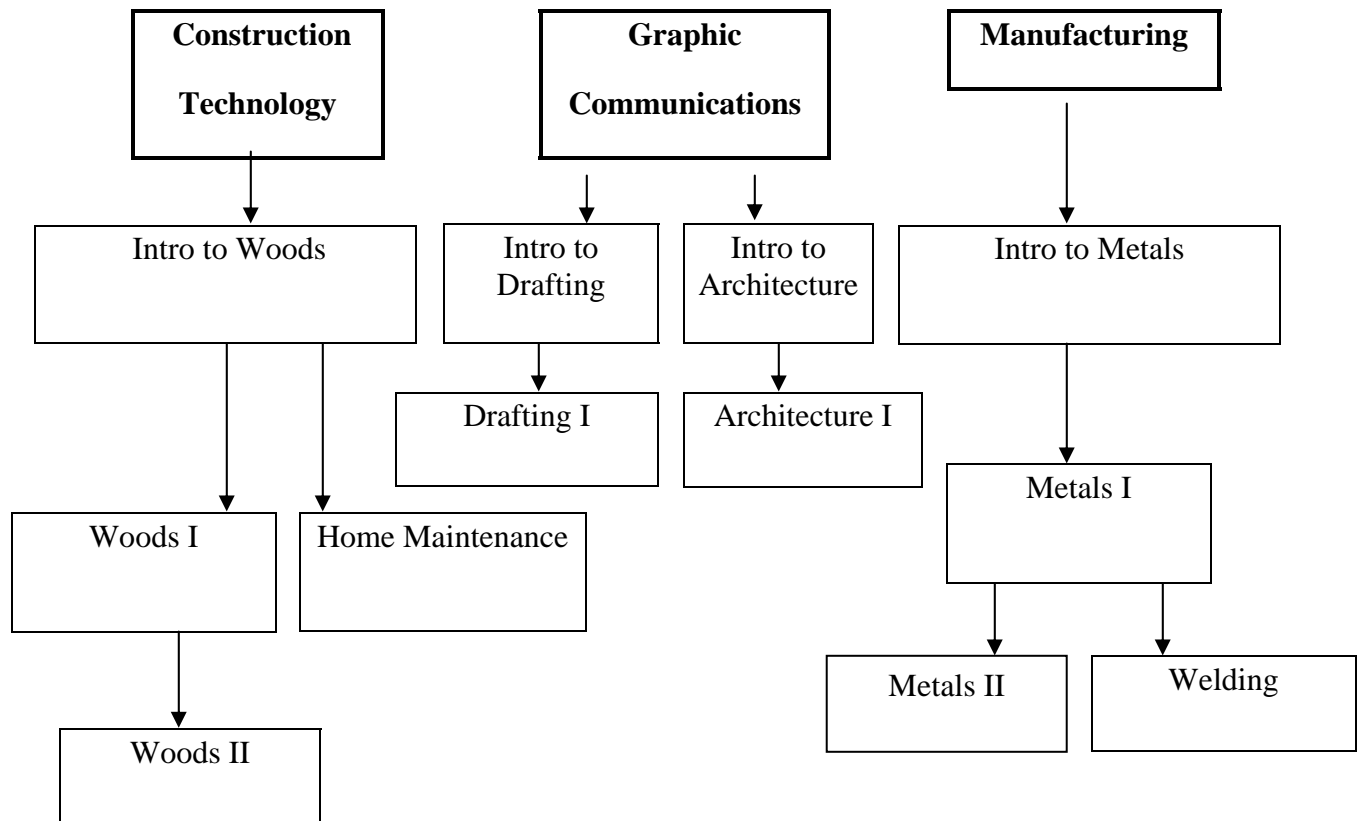 Construction
Technology
Graphic
Communications
Manufacturing
Intro to Woods
Intro to
Drafting
Intro to
Architecture
Intro to Metals
Drafting I
Architecture I
Metals I
Woods I
Home Maintenance
Metals II
Welding
Woods II